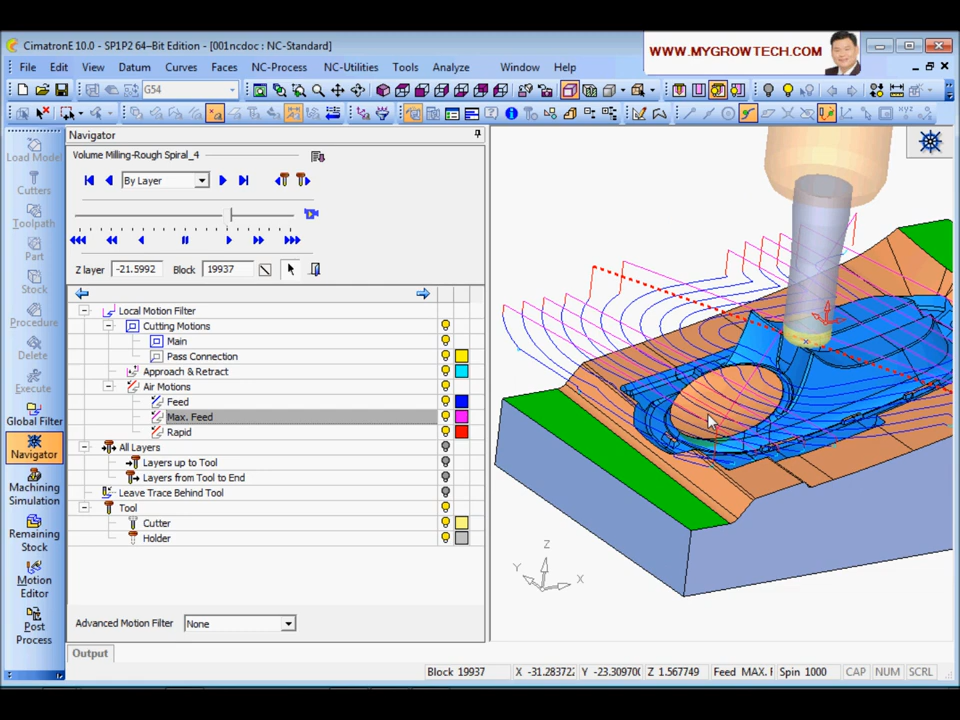 CimatronE 10.0 - SP1P2 64–Bit Edition - [001ncdoc : NC-Standard]
WWW.MYGROWTECH.COM
File Edit View Datum Curves Faces NC-Process NC-Utilities Tools Analyze Window Help
G54
Load Model
Cutters
Toolpath
Part
Stock
Procedure
Delete
Execute
Global Filter
Navigator
Machining
Simulation
Remaining
Stock
Motion
Editor
Post
Process
Navigator
Volume Milling-Rough Spiral_4
By Layer
Z layer -21.5992 Block 19937
Local Motion Filter
Cutting Motions
Main
Pass Connection
Approach & Retract
Air Motions
Feed
Max. Feed
Rapid
All Layers
Layers up to Tool
Layers from Tool to End
Leave Trace Behind Tool
Tool
Cutter
Holder
Advanced Motion Filter None
Output
Z
Y
X
Block 19937 X -31.283722 Y -23.309700 Z 1.567749 Feed MAX. F Spin 1000 CAP NUM SCRL